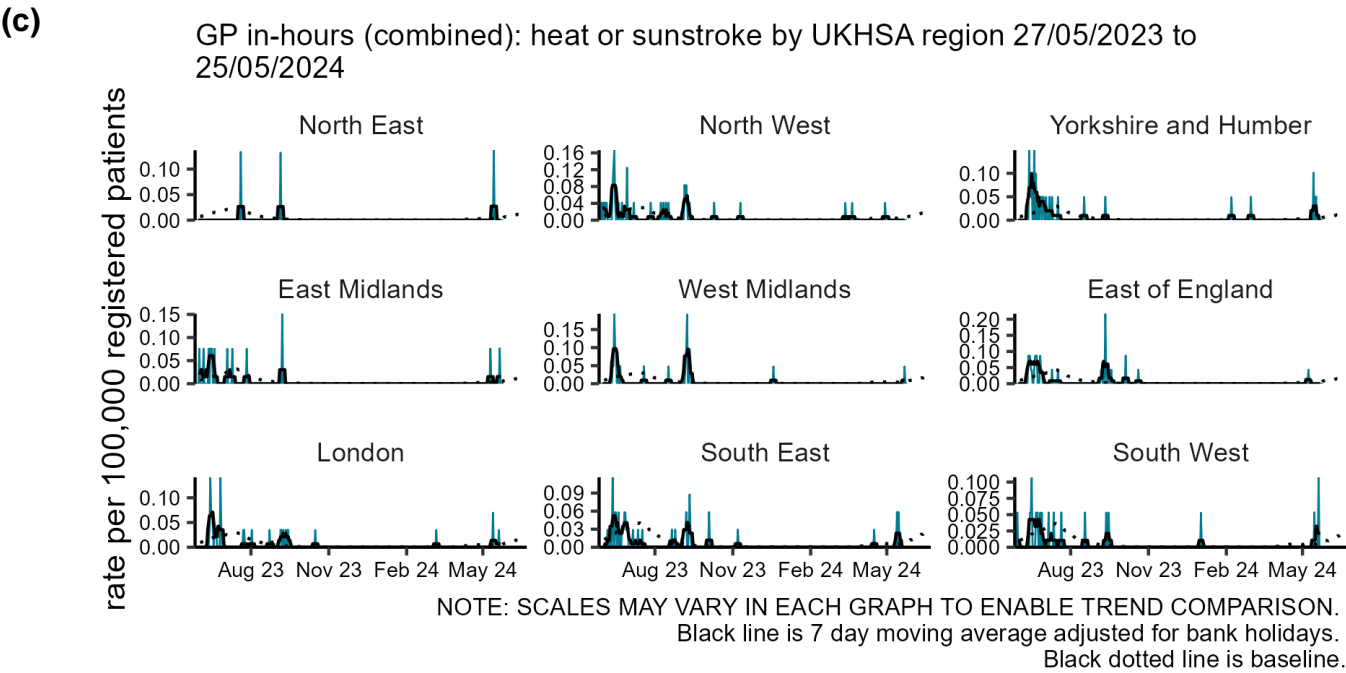 (c)
GP in-hours (combined): heat or sunstroke by UKHSA region 27/05/2023 to
25/05/2024
rate per 100,000 registered patients
North East
0.10
0.05
0.00
North West
0.16
0.12
0.08
0.04
0.00
Yorkshire and Humber
0.10
0.05
0.00
East Midlands
0.15
0.10
0.05
0.00
West Midlands
0.15
0.10
0.05
0.00
East of England
0.20
0.15
0.10
0.05
0.00
London
0.10
0.05
0.00
South East
0.09
0.06
0.03
0.00
South West
0.100
0.075
0.050
0.025
0.000
Aug 23 Nov 23 Feb 24 May 24
Aug 23 Nov 23 Feb 24 May 24
Aug 23 Nov 23 Feb 24 May 24
NOTE: SCALES MAY VARY IN EACH GRAPH TO ENABLE TREND COMPARISON.
Black line is 7 day moving average adjusted for bank holidays.
Black dotted line is baseline.